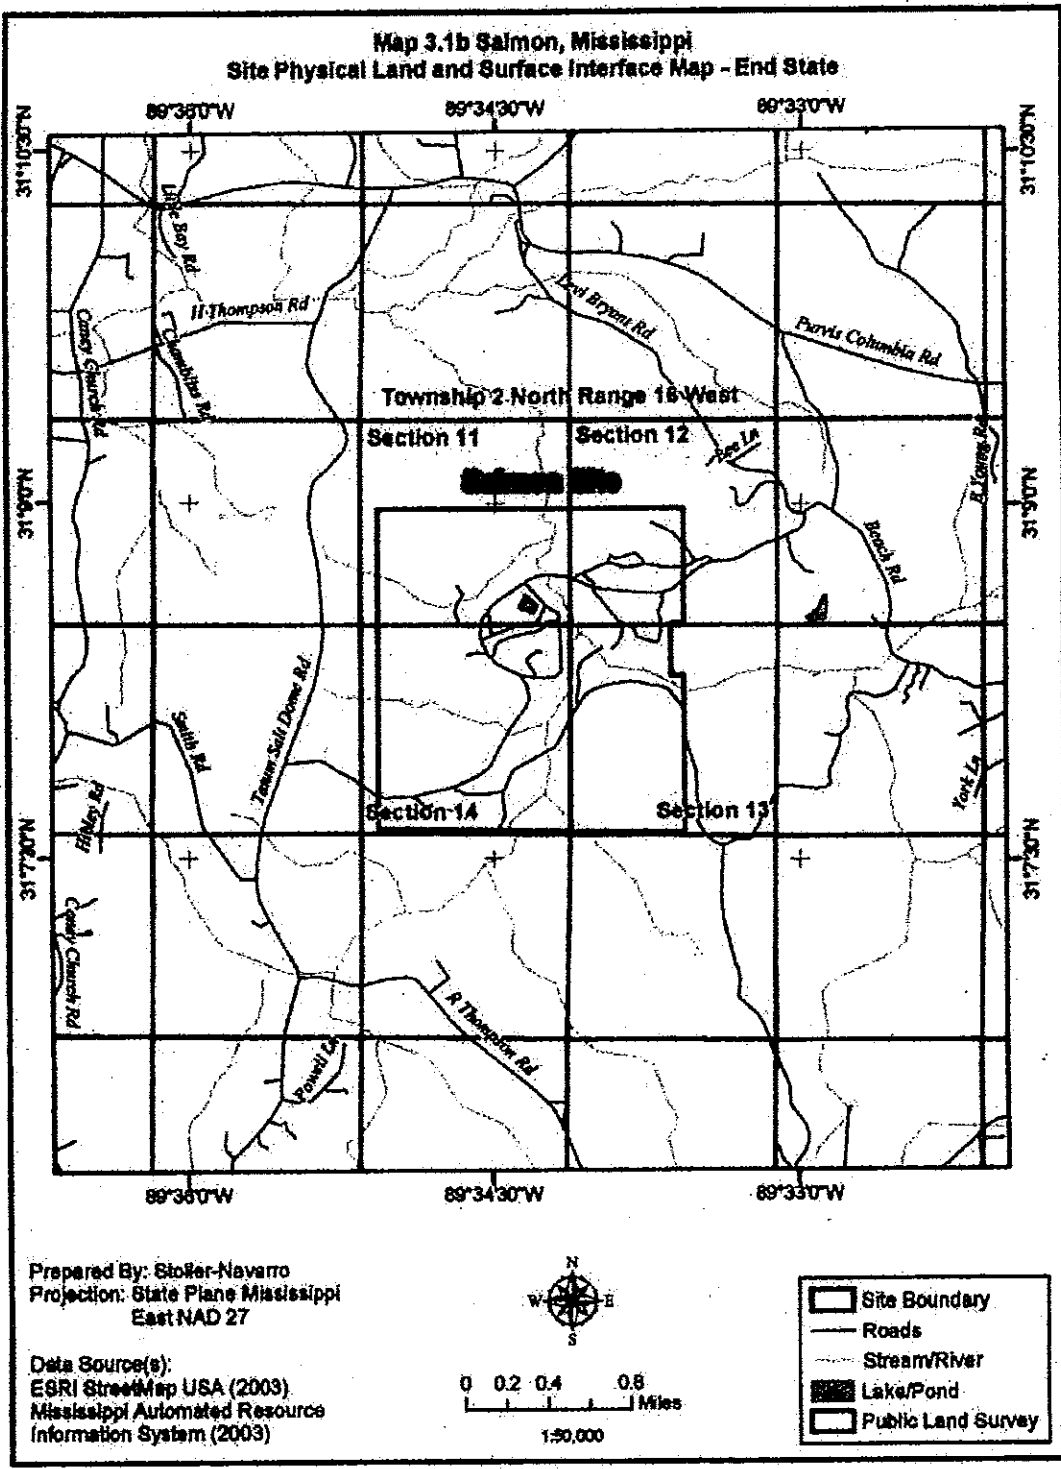 Map 3.1b Salmon, Mississippi
Site Physical Land and Surface Interface Map - End State
89°36'0"W
89°34'30"W
89°33'0"W
31°10'30"N
31°10'30"N
Little Bay Rd
H Thompson Rd
Levi Bryant Rd
Purvis Columbia Rd
Caney Church Rd
Chambliss Rd
Township 2 North Range 16 West
Section 11
Section 12
Bee Ln
R Young Rd
Salmon Site
31°9'0"N
31°9'0"N
Beach Rd
Tatum Salt Dome Rd
Smith Rd
York Ln
Hibley Rd
Section 14
Section 13
31°7'30"N
31°7'30"N
Caney Church Rd
R Thompson Rd
Powell Ln
89°36'0"W
89°34'30"W
89°33'0"W
Prepared By: Stoller-Navarro
Projection: State Plane Mississippi
East NAD 27
Data Source(s):
ESRI StreetMap USA (2003)
Mississippi Automated Resource
Information System (2003)
N
W
E
S
0 0.2 0.4 0.8
Miles
1:50,000
Site Boundary
Roads
Stream/River
Lake/Pond
Public Land Survey